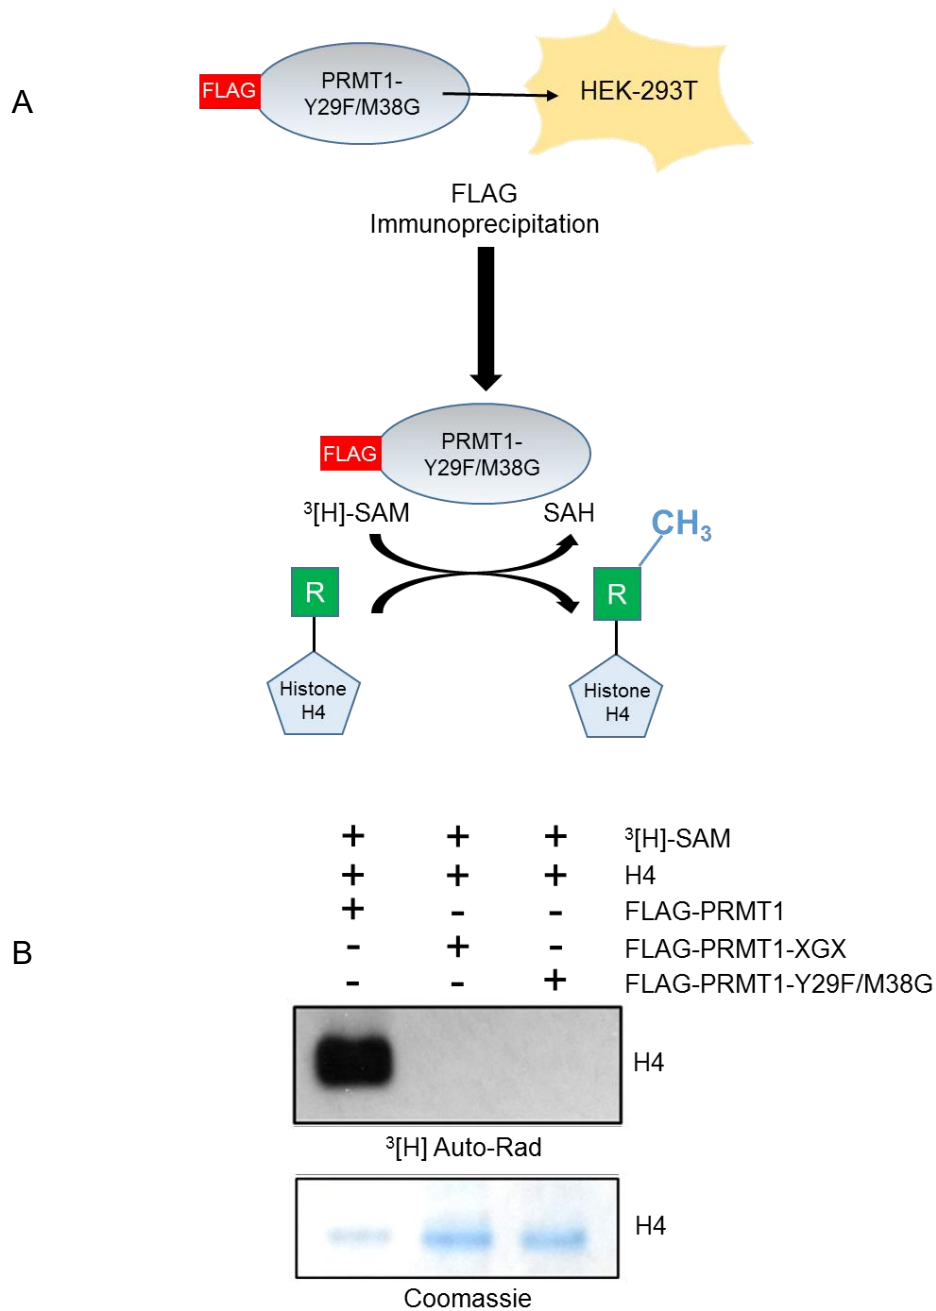 A
FLAG
PRMT1-
Y29F/M38G
HEK-293T
FLAG
Immunoprecipitation
FLAG
PRMT1-
Y29F/M38G
³[H]-SAM
SAH
CH₃
R
R
Histone
H4
Histone
H4
B
+ + + ³[H]-SAM
+ + + H4
+ - - FLAG-PRMT1
- + - FLAG-PRMT1-XGX
- - + FLAG-PRMT1-Y29F/M38G
H4
³[H] Auto-Rad
H4
Coomassie